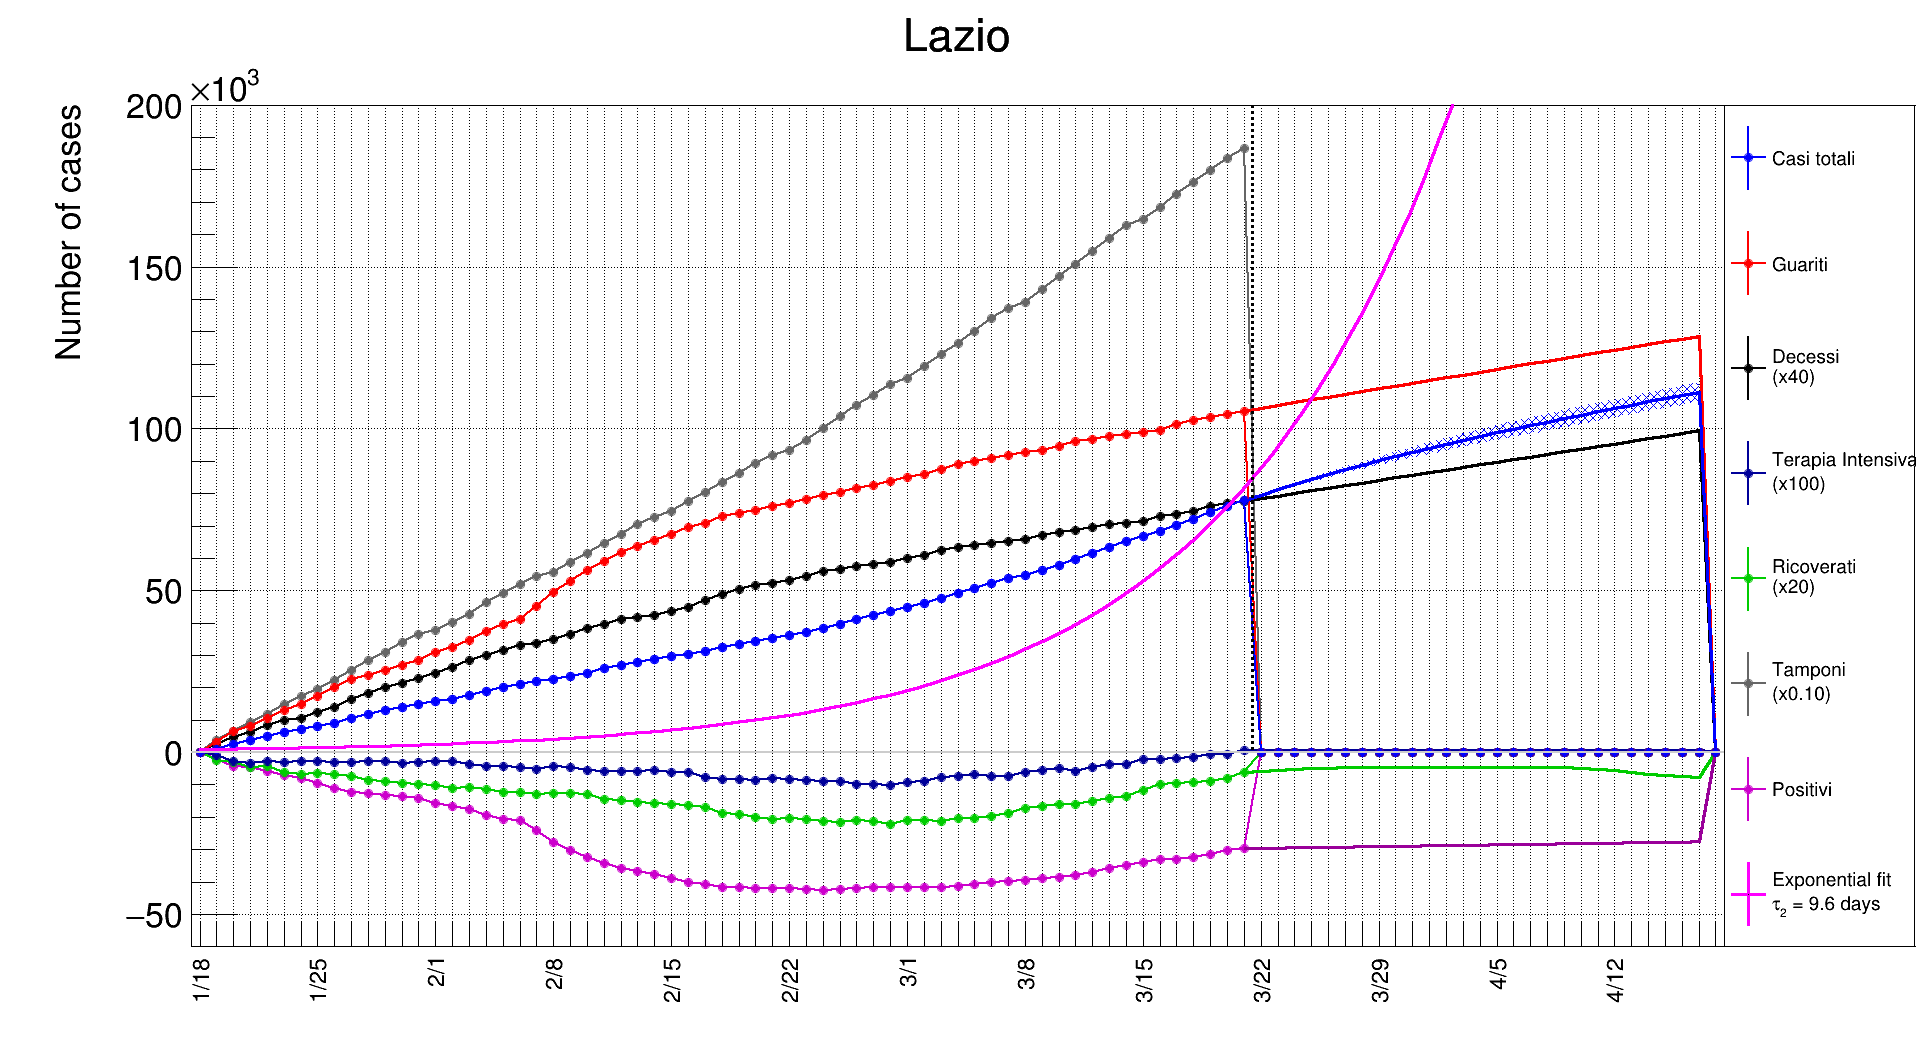 Lazio
×10³
Number of cases
200
150
100
50
0
−50
1/18
1/25
2/1
2/8
2/15
2/22
3/1
3/8
3/15
3/22
3/29
4/5
4/12
Casi totali
Guariti
Decessi
(x40)
Terapia Intensiva
(x100)
Ricoverati
(x20)
Tamponi
(x0.10)
Positivi
Exponential fit
τ₂ = 9.6 days